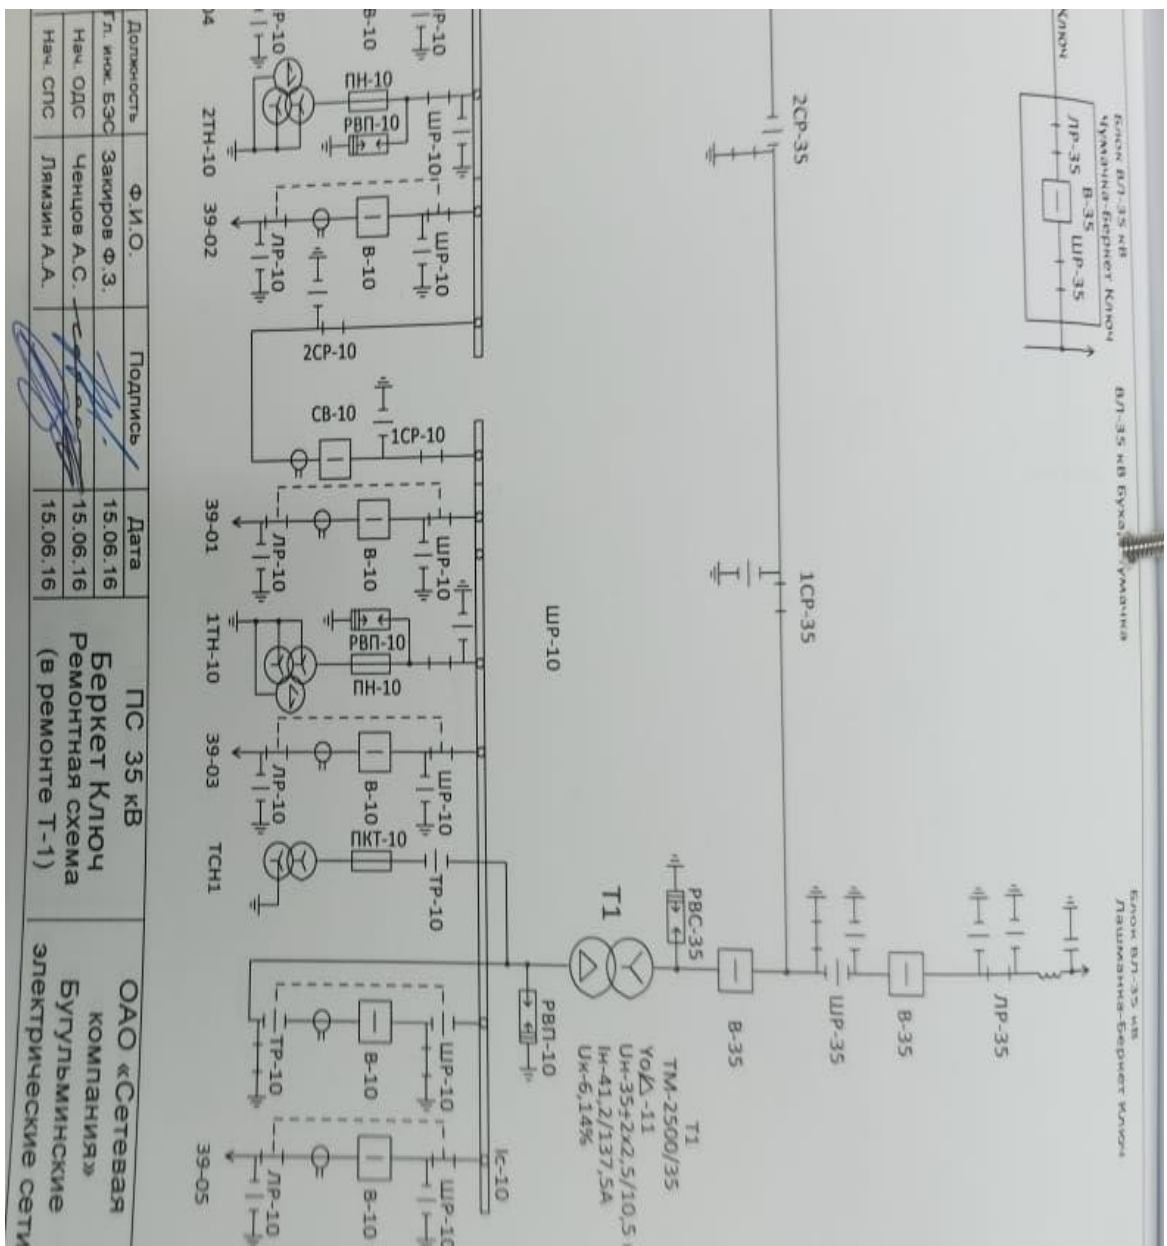 Блок ВЛ-35 кВ
Чумачка-Беркет Ключ
ВЛ-35 кВ
Блок ВЛ-35 кВ
Лашманка-Беркет Ключ
Ключ
ЛР-35
В-35
ШР-35
ЛР-35
В-35
ШР-35
2СР-35
1СР-35
В-35
РВС-35
Т1
Т1
ТМ-2500/35
Uн-35±2х2,5/10,5
Iн-41,2/137,5А
Uк-6,14%
ШР-10
РВП-10
Iс-10
ШР-10
ШР-10
ШР-10
2СР-10
1СР-10
ШР-10
ШР-10
ТР-10
ШР-10
ШР-10
В-10
ПН-10
РВП-10
В-10
СВ-10
В-10
РВП-10
ПН-10
В-10
ПКТ-10
В-10
В-10
Р-10
ЛР-10
ЛР-10
ЛР-10
ТР-10
ЛР-10
04
2ТН-10
39-02
39-01
1ТН-10
39-03
ТСН1
39-05
Должность
Ф.И.О.
Подпись
Дата
Гл. инж. БЭС
Закиров Ф.З.
15.06.16
Нач. ОДС
Ченцов А.С.
15.06.16
Нач. СПС
Лямзин А.А.
15.06.16
ПС 35 кВ
Беркет Ключ
Ремонтная схема
(в ремонте Т-1)
ОАО «Сетевая
компания»
Бугульминские
электрические сети